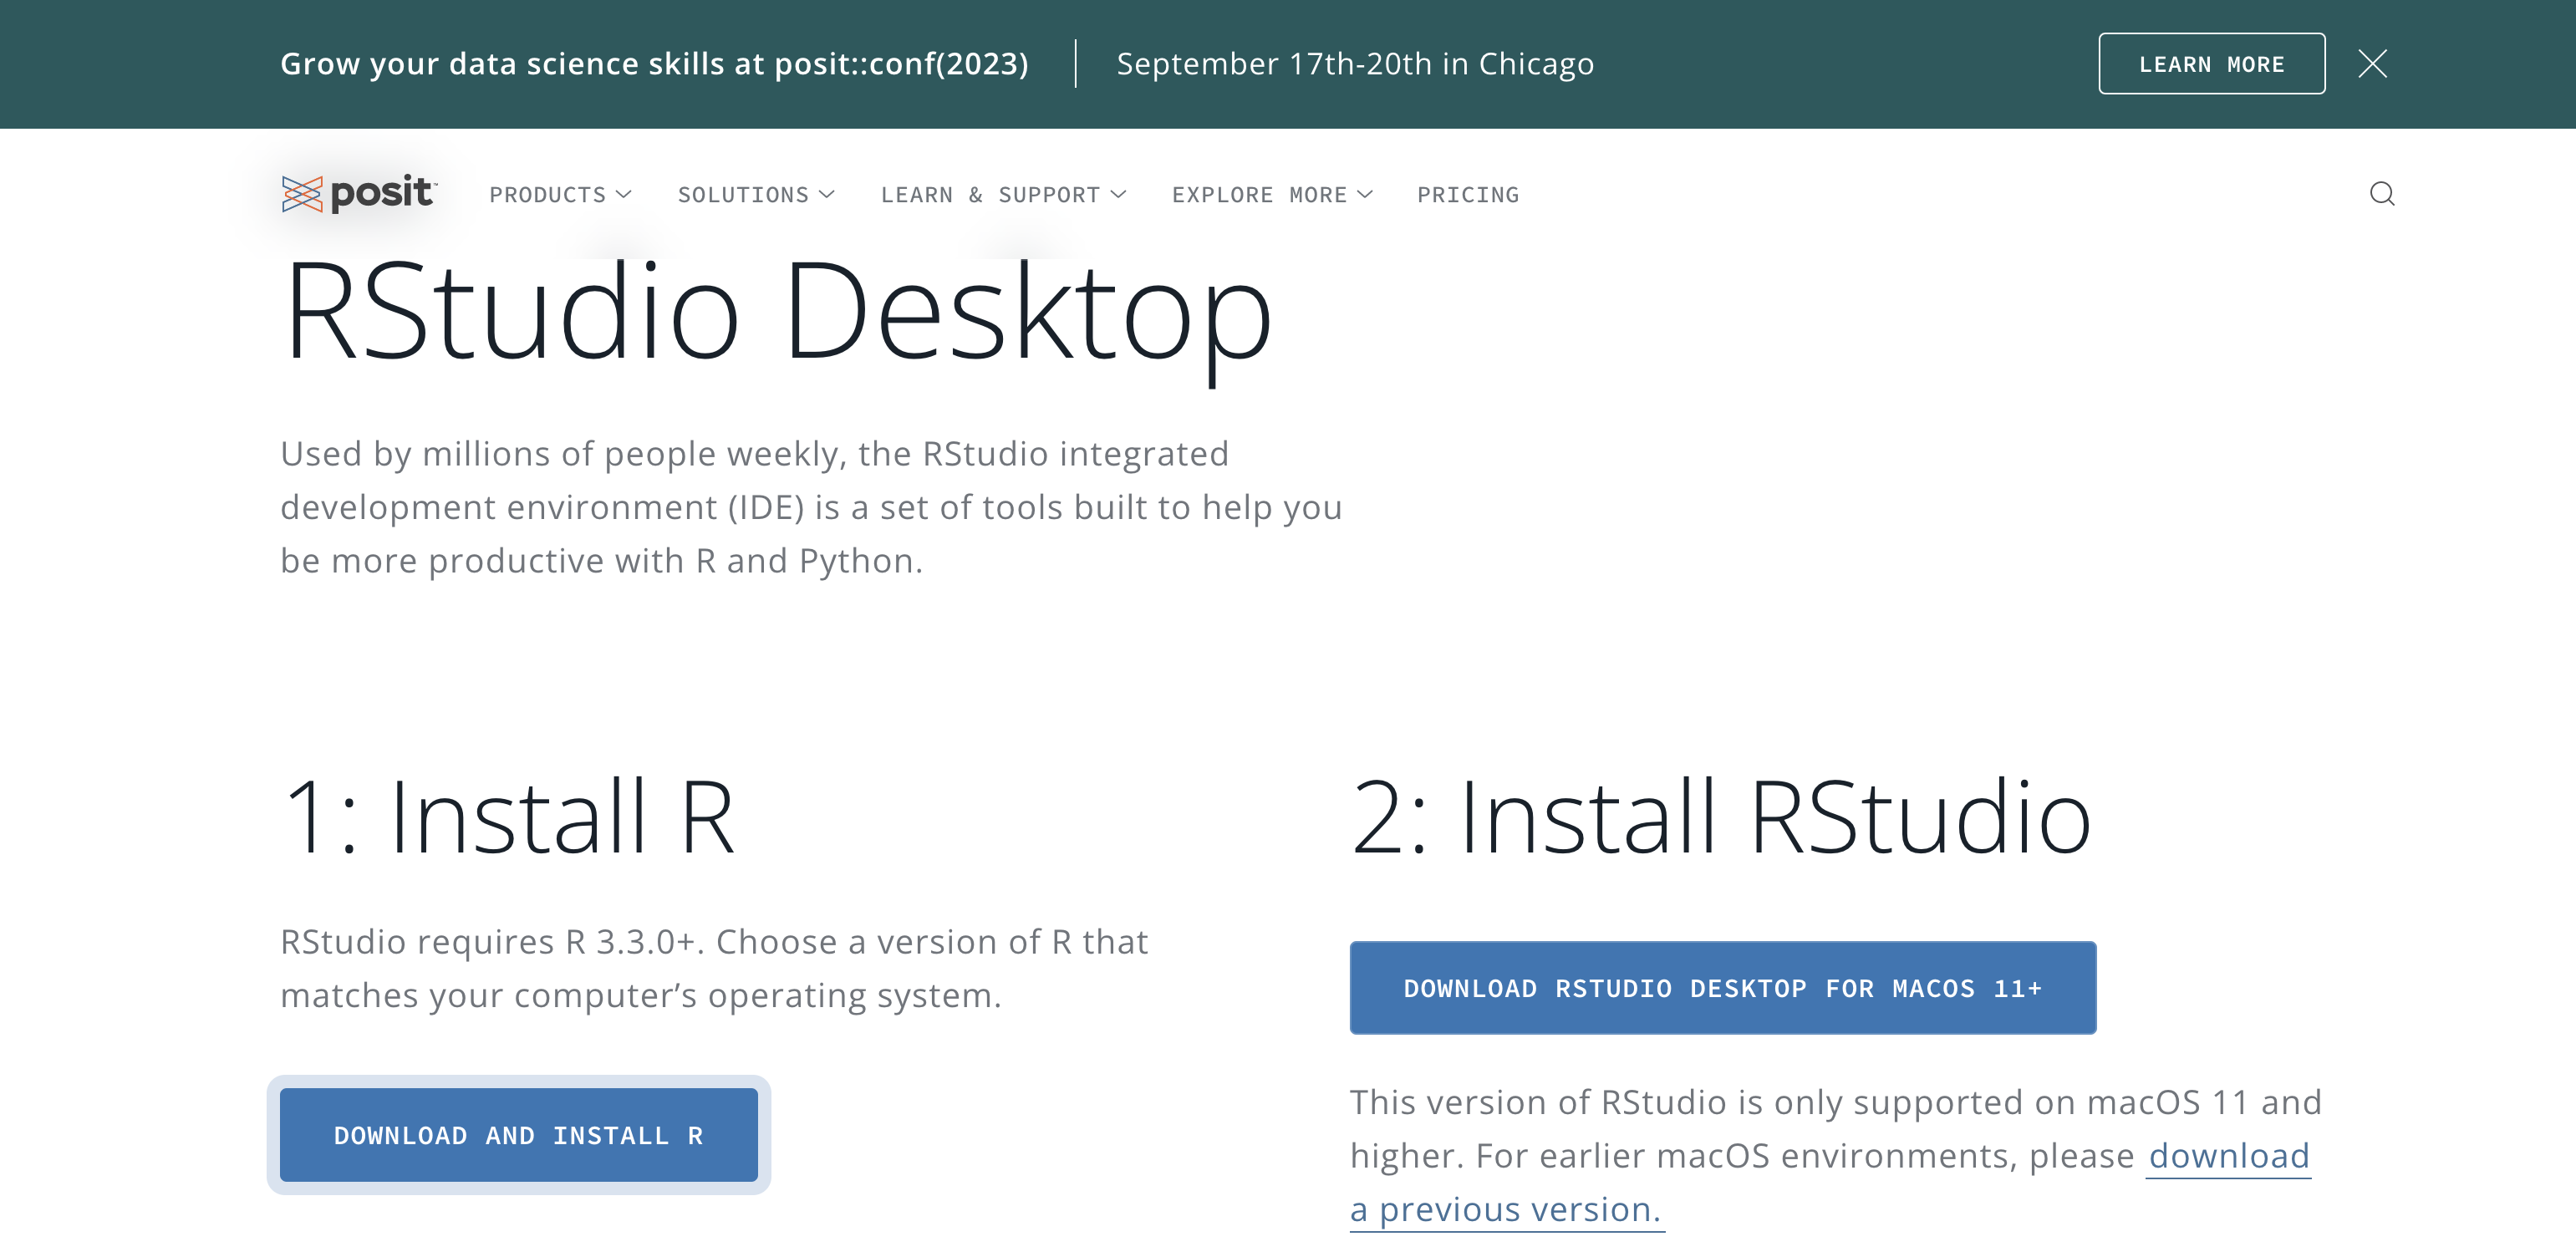 Grow your data science skills at posit::conf(2023)
September 17th-20th in Chicago
LEARN MORE
posit™
PRODUCTS
SOLUTIONS
LEARN & SUPPORT
EXPLORE MORE
PRICING
RStudio Desktop
Used by millions of people weekly, the RStudio integrated
development environment (IDE) is a set of tools built to help you
be more productive with R and Python.
1: Install R
RStudio requires R 3.3.0+. Choose a version of R that
matches your computer’s operating system.
DOWNLOAD AND INSTALL R
2: Install RStudio
DOWNLOAD RSTUDIO DESKTOP FOR MACOS 11+
This version of RStudio is only supported on macOS 11 and
higher. For earlier macOS environments, please download
a previous version.